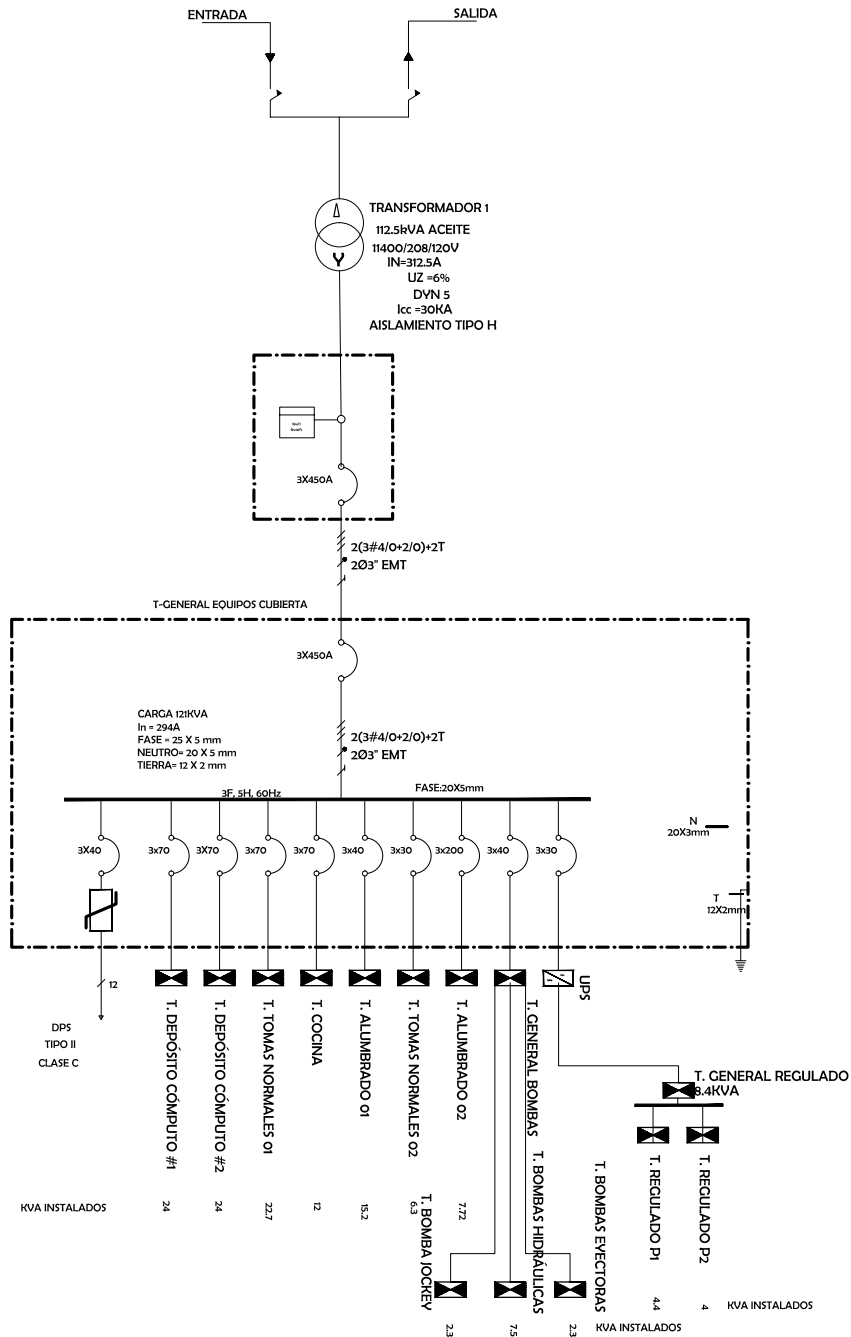 ENTRADA
SALIDA
TRANSFORMADOR 1
112.5kVA ACEITE
11400/208/120V
IN=312.5A
UZ =6%
DYN 5
Icc =30KA
AISLAMIENTO TIPO H
3X450A
2(3#4/0+2/0)+2T
2Ø3" EMT
T-GENERAL EQUIPOS CUBIERTA
3X450A
CARGA 121KVA
In = 294A
FASE = 25 X 5 mm
NEUTRO= 20 X 5 mm
TIERRA= 12 X 2 mm
2(3#4/0+2/0)+2T
2Ø3" EMT
3F, 5H, 60Hz
FASE:20X5mm
N
20X3mm
3X40
3x70
3X70
3x70
3x70
3x40
3x30
3x200
3x40
3x30
T
12X2mm
12
DPS
TIPO II
CLASE C
T. DEPÓSITO CÓMPUTO #1
T. DEPÓSITO CÓMPUTO #2
T. TOMAS NORMALES 01
T. COCINA
T. ALUMBRADO 01
T. TOMAS NORMALES 02
T. ALUMBRADO 02
T. GENERAL BOMBAS
UPS
T. GENERAL REGULADO
8.4KVA
T. REGULADO P1
T. REGULADO P2
KVA INSTALADOS
24
24
22.7
12
15.2
6.3
7.72
T. BOMBA JOCKEY
T. BOMBAS HIDRÁULICAS
T. BOMBAS EYECTORAS
4.4
4
KVA INSTALADOS
2.3
7.5
2.3
KVA INSTALADOS